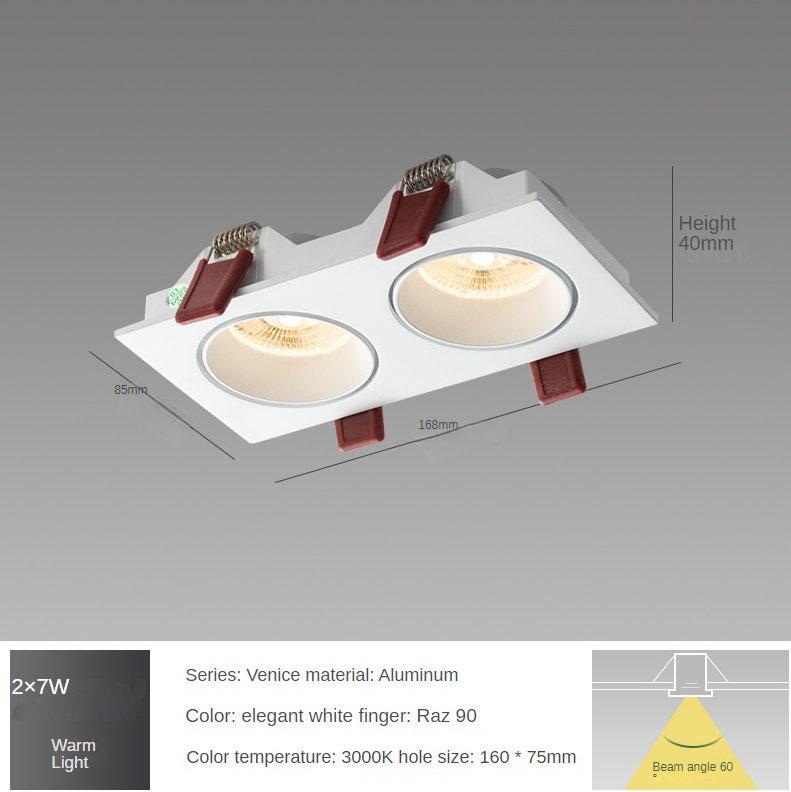 Height
40mm
85mm
168mm
2×7W
Warm
Light
Series: Venice material: Aluminum
Color: elegant white finger: Raz 90
Color temperature: 3000K hole size: 160 * 75mm
Beam angle 60
°